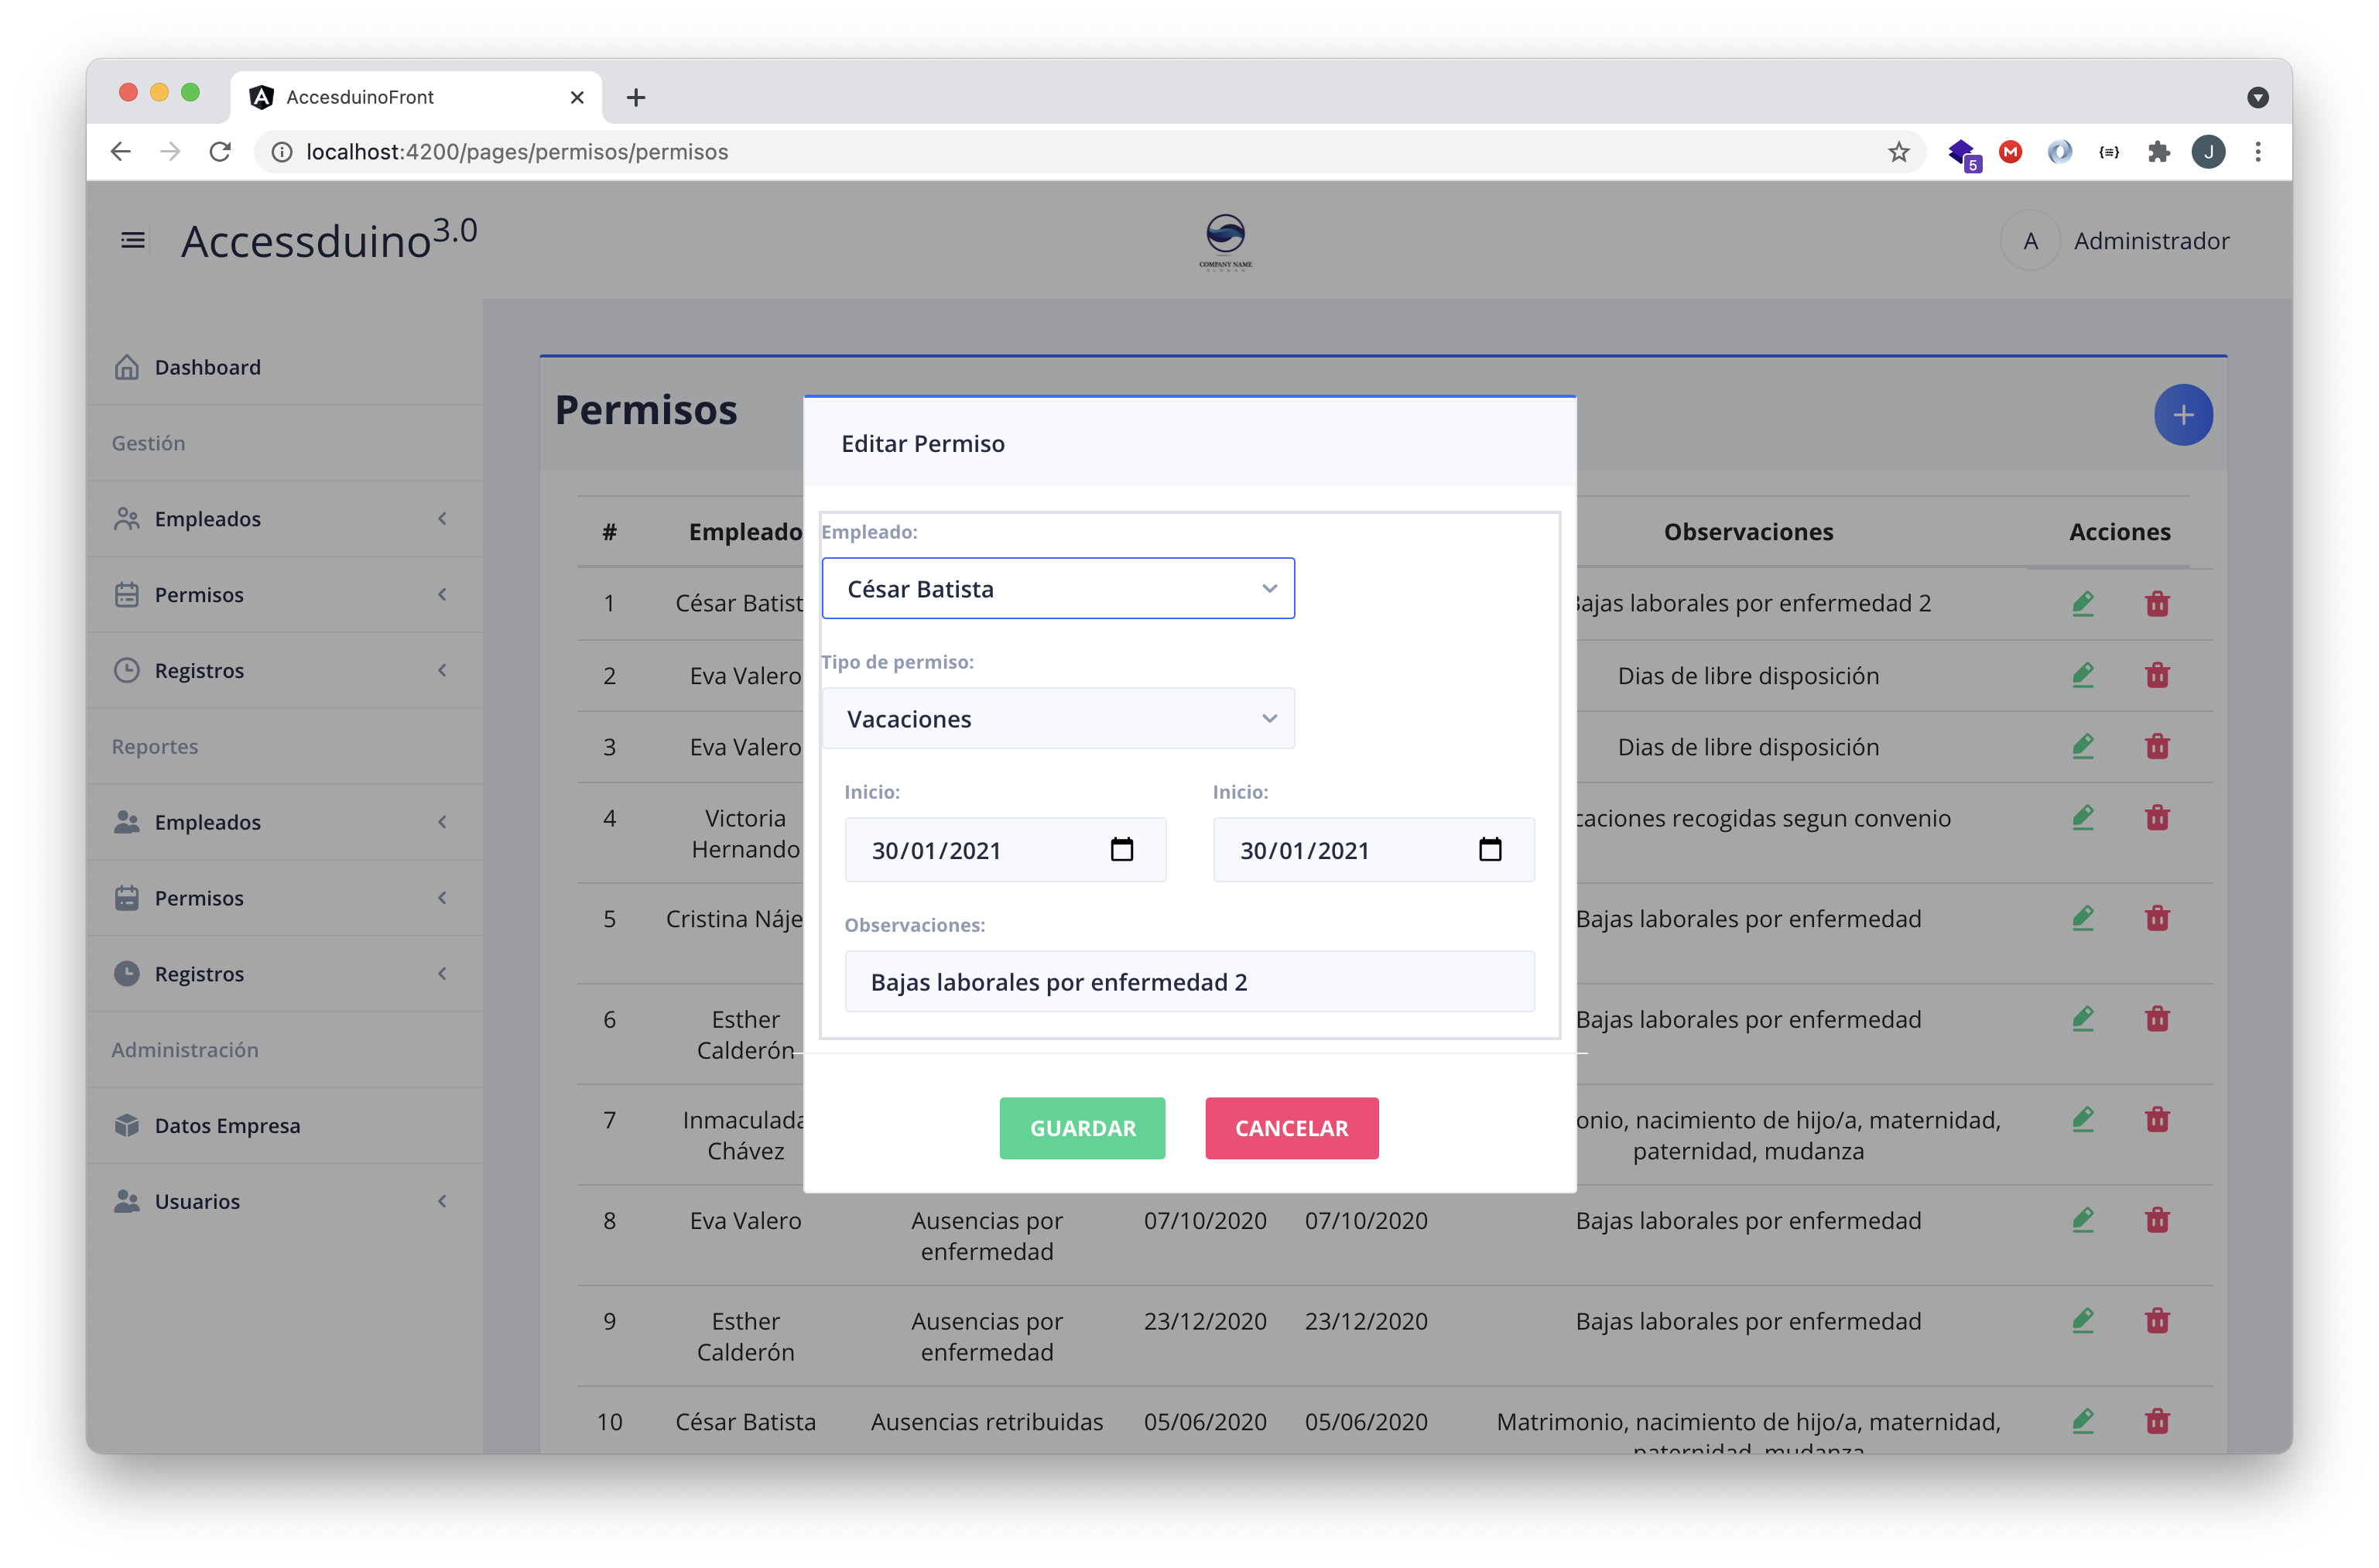 AccesduinoFront
localhost:4200/pages/permisos/permisos
5
M
J
Accessduino3.0
COMPANY NAME
A
Administrador
Dashboard
Gestión
Empleados
Permisos
Registros
Reportes
Empleados
Permisos
Registros
Administración
Datos Empresa
Usuarios
Permisos
Editar Permiso
Empleado:
César Batista
Tipo de permiso:
Vacaciones
Inicio: Inicio:
30/01/2021 30/01/2021
Observaciones:
Bajas laborales por enfermedad 2
GUARDAR CANCELAR
# Empleado Observaciones Acciones
1 César Batist ajas laborales por enfermedad 2
2 Eva Valero Dias de libre disposición
3 Eva Valero Dias de libre disposición
4 Victoria caciones recogidas segun convenio
Hernando
5 Cristina Náje Bajas laborales por enfermedad
6 Esther Bajas laborales por enfermedad
Calderón
7 Inmaculada onio, nacimiento de hijo/a, maternidad,
Chávez paternidad, mudanza
8 Eva Valero Ausencias por 07/10/2020 07/10/2020 Bajas laborales por enfermedad
enfermedad
9 Esther Ausencias por 23/12/2020 23/12/2020 Bajas laborales por enfermedad
Calderón enfermedad
10 César Batista Ausencias retribuidas 05/06/2020 05/06/2020 Matrimonio, nacimiento de hijo/a, maternidad,
paternidad, mudanza